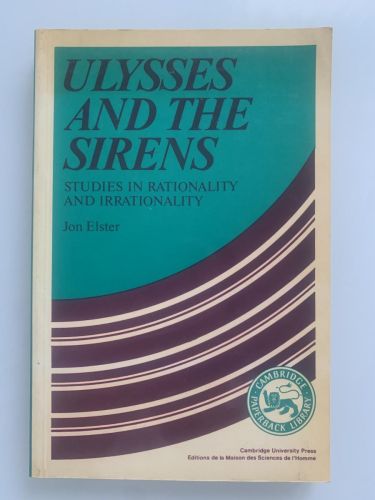 ULYSSES
AND THE
SIRENS
STUDIES IN RATIONALITY
AND IRRATIONALITY
Jon Elster
CAMBRIDGE
PAPERBACK LIBRARY
Cambridge University Press
Editions de la Maison des Sciences de l'Homme